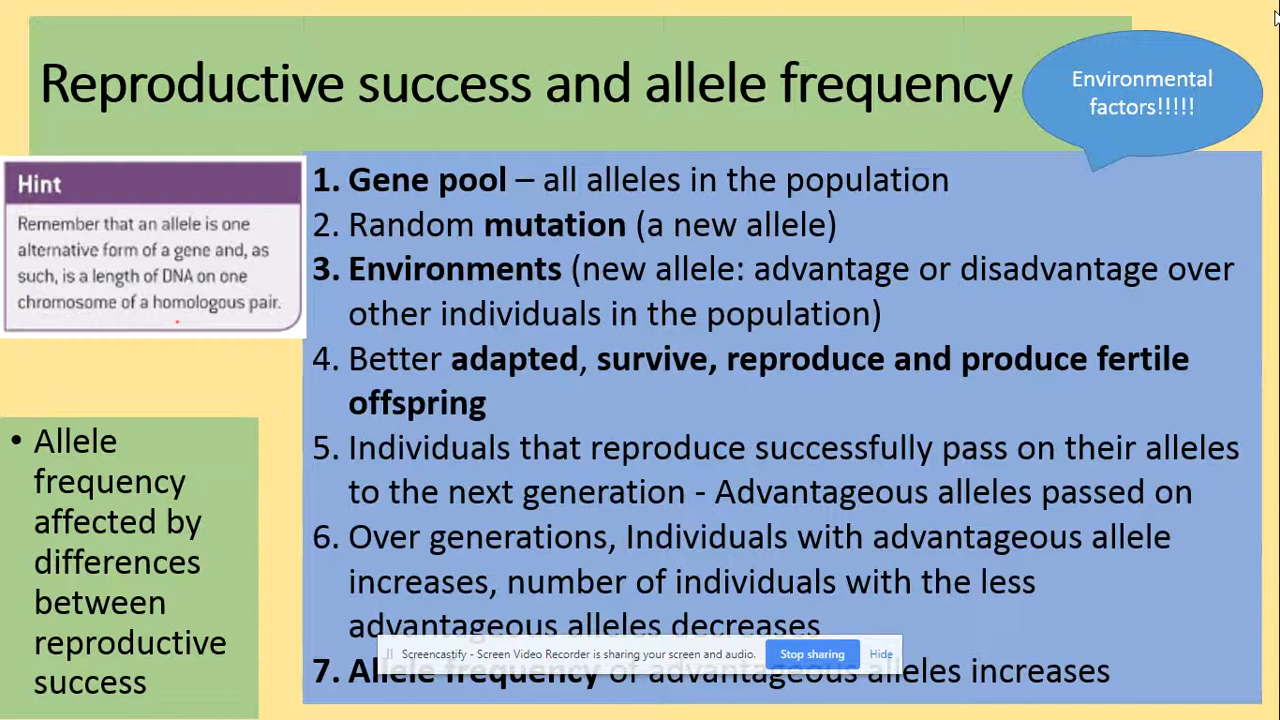 Reproductive success and allele frequency
Environmental
factors!!!!!
Hint
Remember that an allele is one
alternative form of a gene and, as
such, is a length of DNA on one
chromosome of a homologous pair.
1. Gene pool – all alleles in the population
2. Random mutation (a new allele)
3. Environments (new allele: advantage or disadvantage over
other individuals in the population)
4. Better adapted, survive, reproduce and produce fertile
offspring
5. Individuals that reproduce successfully pass on their alleles
to the next generation - Advantageous alleles passed on
6. Over generations, Individuals with advantageous allele
increases, number of individuals with the less
advantageous alleles decreases
7. Allele frequency of advantageous alleles increases
• Allele
frequency
affected by
differences
between
reproductive
success
Screencastify - Screen Video Recorder is sharing your screen and audio.
Stop sharing
Hide